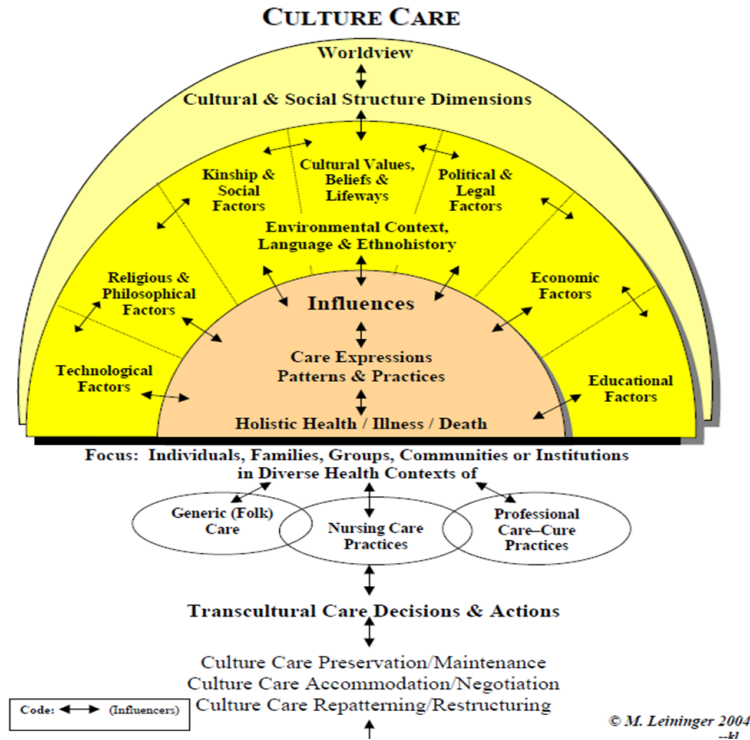 CULTURE CARE
Worldview
Cultural & Social Structure Dimensions
Kinship &
Social
Factors
Cultural Values,
Beliefs &
Lifeways
Political &
Legal
Factors
Environmental Context,
Language & Ethnohistory
Religious &
Philosophical
Factors
Economic
Factors
Technological
Factors
Educational
Factors
Influences
Care Expressions
Patterns & Practices
Holistic Health / Illness / Death
Focus: Individuals, Families, Groups, Communities or Institutions
in Diverse Health Contexts of
Generic (Folk)
Care
Nursing Care
Practices
Professional
Care–Cure
Practices
Transcultural Care Decisions & Actions
Culture Care Preservation/Maintenance
Culture Care Accommodation/Negotiation
Culture Care Repatterning/Restructuring
Code: (Influencers)
© M. Leininger 2004
--kl